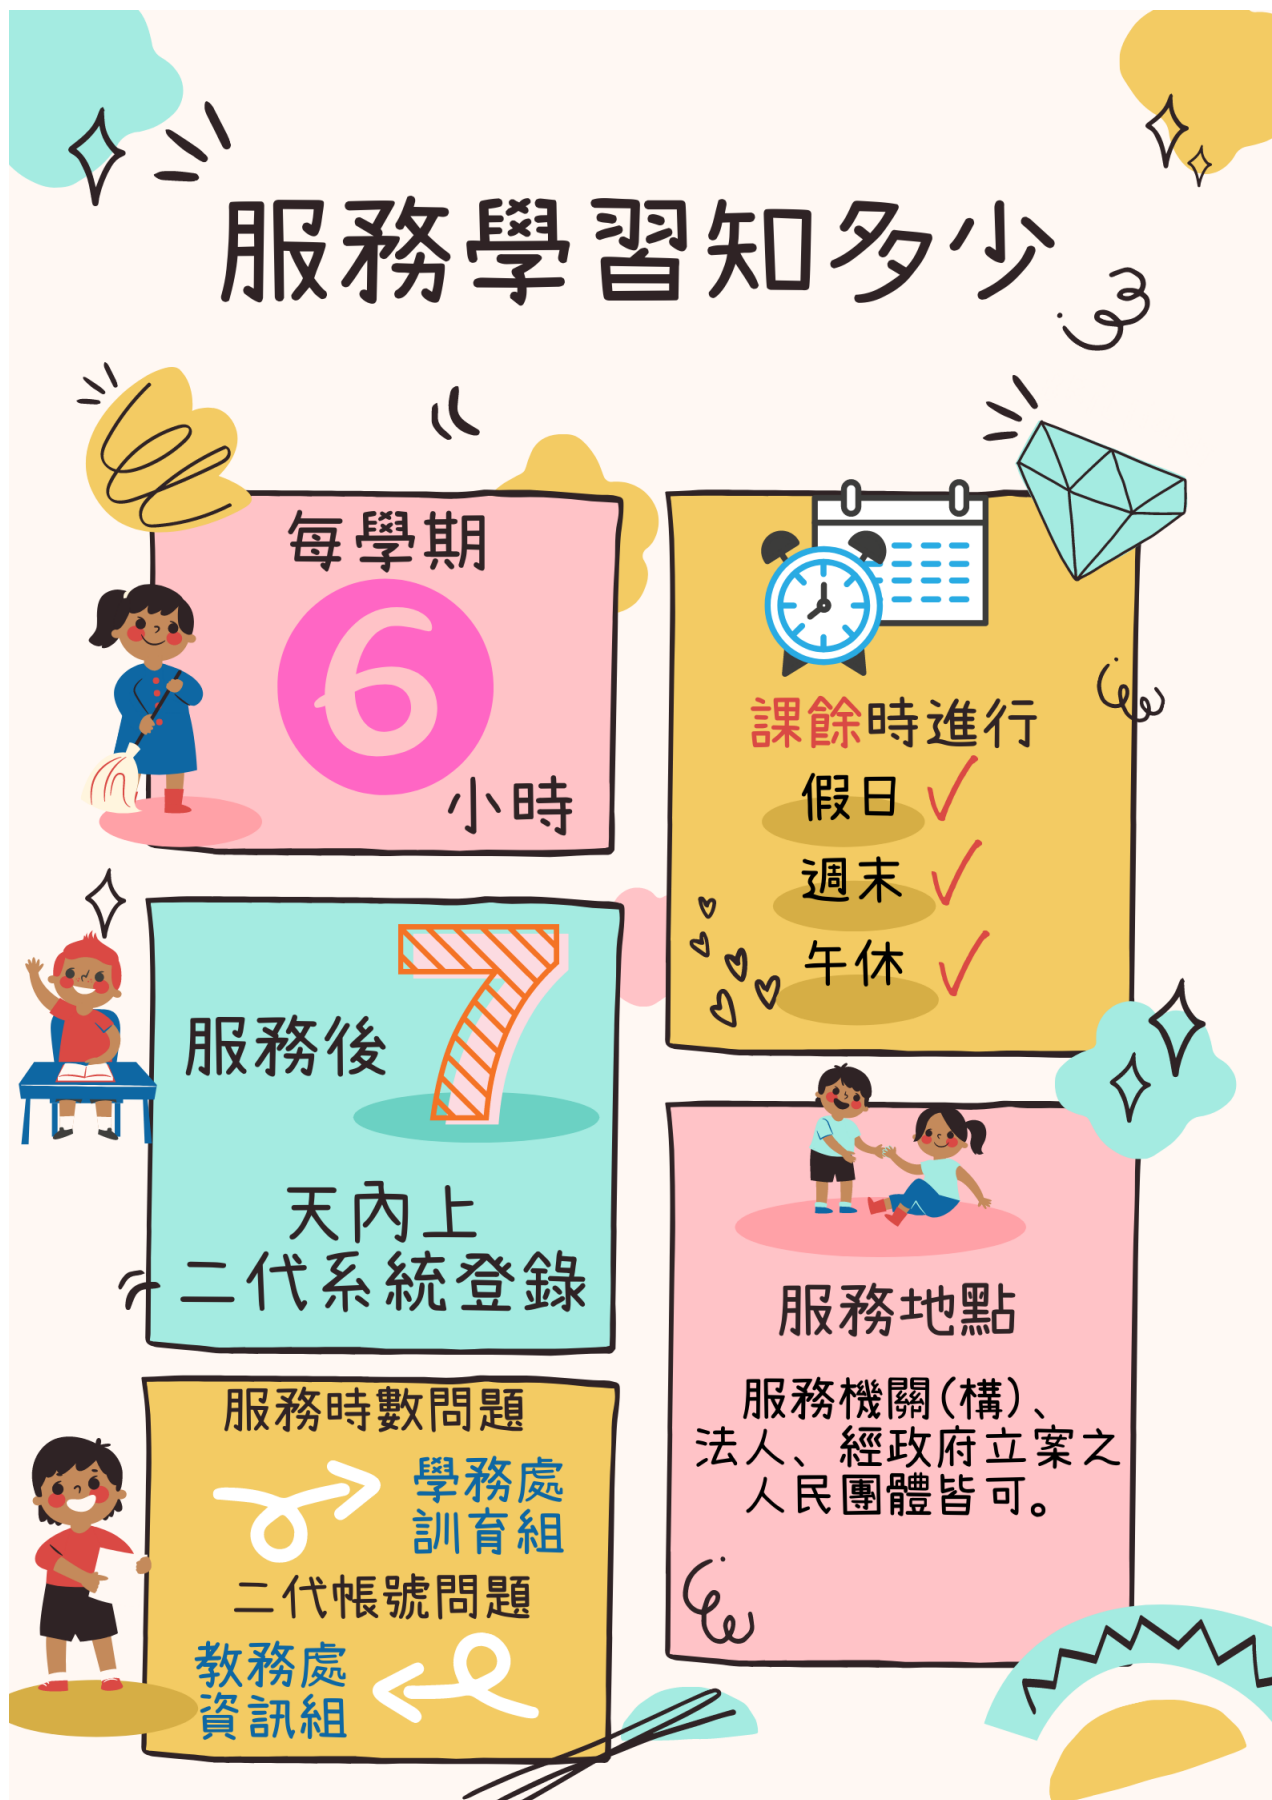 服務學習知多少
每學期
6
小時
課餘時進行
假日
週末
午休
服務後
7
天內上
二代系統登錄
服務地點
服務機關(構)、
法人、經政府立案之
人民團體皆可。
服務時數問題
學務處
訓育組
二代帳號問題
教務處
資訊組